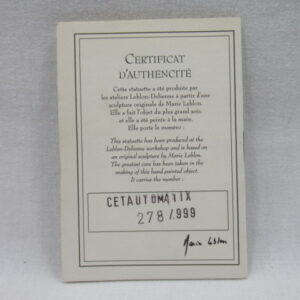 CERTIFICAT
D'AUTHENCITÉ
Cette statuette a été produite par
les ateliers Leblon-Delienne à partir d'une
sculpture originale de Marie Leblon.
Elle a fait l'objet du plus grand soin,
et elle a été peinte à la main.
Elle porte le numéro :
This statuette has been produced at the
Leblon-Delienne workshop and is based on
an original sculpture by Marie Leblon.
The greatest care has been taken in the
making of this hand painted object.
It carries the number :
CETAUTOMATIX
278/999